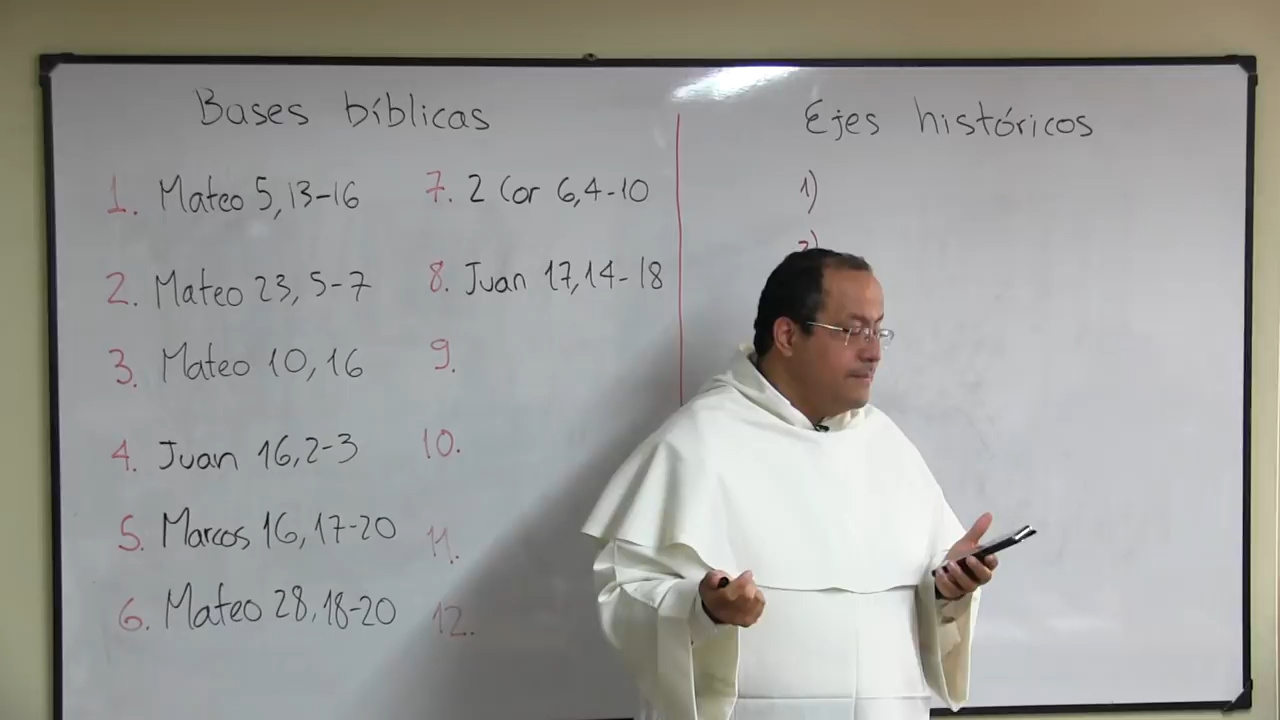 Bases bíblicas
1. Mateo 5,13-16
2. Mateo 23, 5-7
3. Mateo 10, 16
4. Juan 16,2-3
5. Marcos 16, 17-20
6. Mateo 28,18-20
7. 2 Cor 6,4-10
8. Juan 17,14-18
9.
10.
11.
12.
Ejes históricos
1)
2)